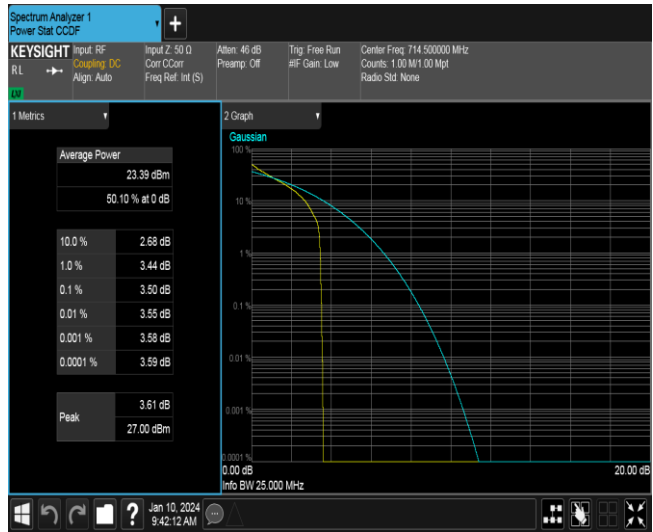 Spectrum Analyzer 1
Power Stat CCDF
KEYSIGHT
RL
Input: RF
Coupling: DC
Align: Auto
Input Z: 50 Ω
Corr CCorr
Freq Ref: Int (S)
Atten: 46 dB
Preamp: Off
Trig: Free Run
#IF Gain: Low
Center Freq: 714.500000 MHz
Counts: 1.00 M/1.00 Mpt
Radio Std: None
LXI
1 Metrics
Average Power
23.39 dBm
50.10 % at 0 dB
10.0 % 2.68 dB
1.0 % 3.44 dB
0.1 % 3.50 dB
0.01 % 3.55 dB
0.001 % 3.58 dB
0.0001 % 3.59 dB
Peak
3.61 dB
27.00 dBm
2 Graph
Gaussian
100 %
10 %
1 %
0.1 %
0.01 %
0.001 %
0.0001 %
0.00 dB
20.00 dB
Info BW 25.000 MHz
?
Jan 10, 2024
9:42:12 AM